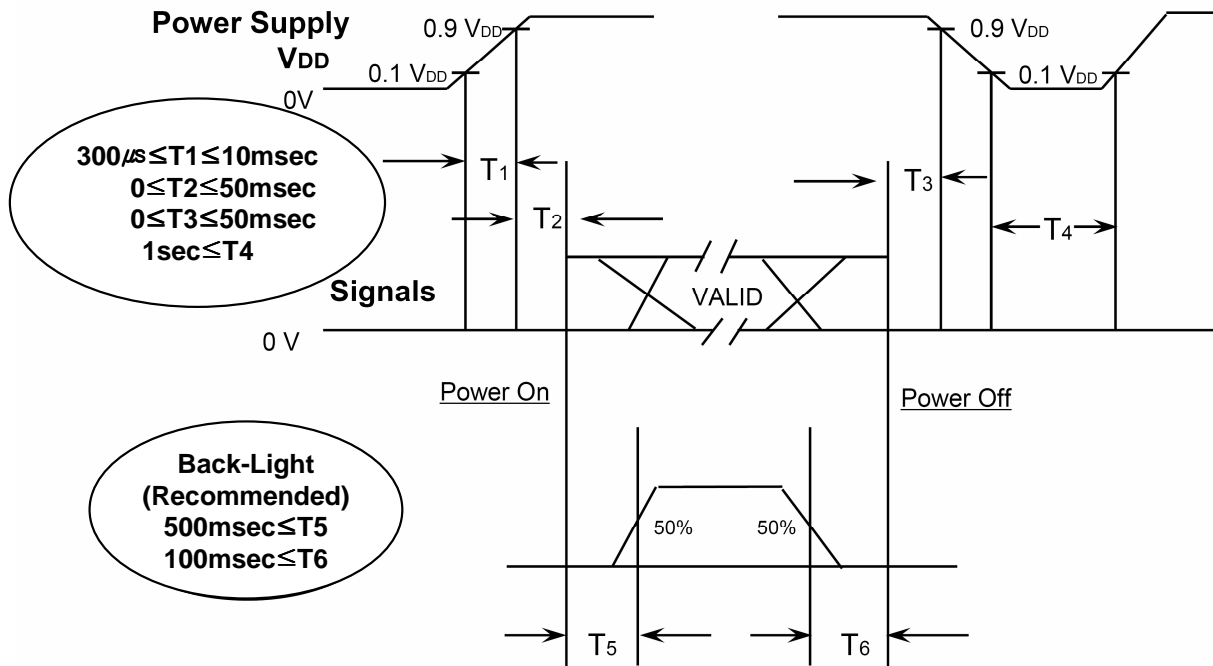 Power Supply
VDD
0.9 VDD
0.9 VDD
0.1 VDD
0.1 VDD
0V
300㎲≤T1≤10msec
0≤T2≤50msec
0≤T3≤50msec
1sec≤T4
T1
T2
T3
T4
Signals
VALID
0 V
Power On
Power Off
Back-Light
(Recommended)
500msec≤T5
100msec≤T6
50%
50%
T5
T6